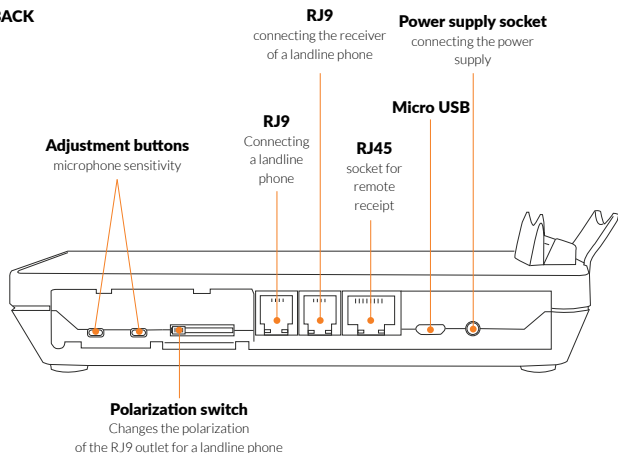 BACK
RJ9
connecting the receiver
of a landline phone
Power supply socket
connecting the power
supply
Micro USB
RJ9
Connecting
a landline
phone
RJ45
socket for
remote
receipt
Adjustment buttons
microphone sensitivity
Polarization switch
Changes the polarization
of the RJ9 outlet for a landline phone